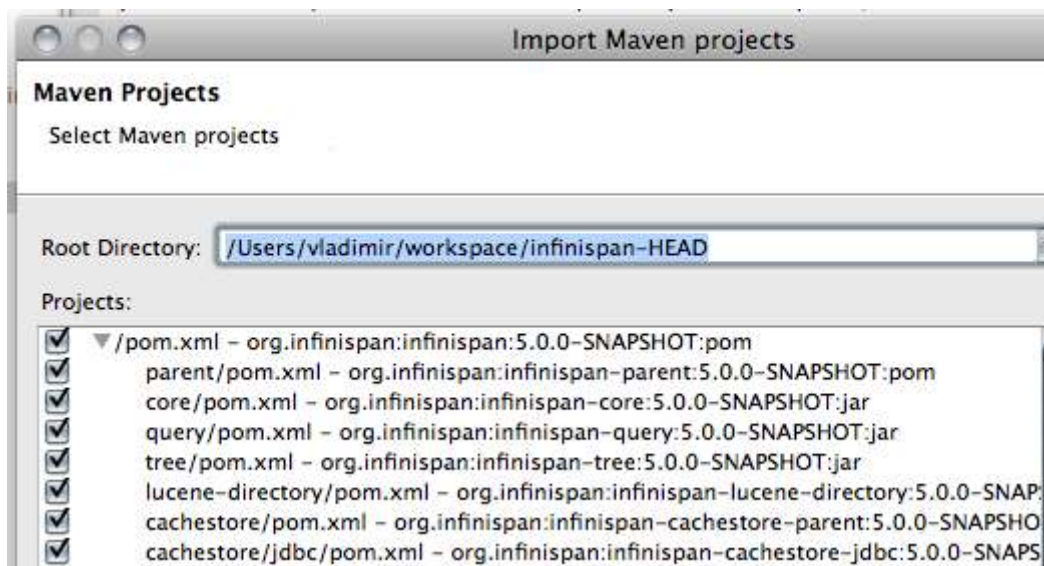 Import Maven projects
Maven Projects
Select Maven projects
Root Directory: /Users/vladimir/workspace/infinispan-HEAD
Projects:
/pom.xml – org.infinispan:infinispan:5.0.0-SNAPSHOT:pom
parent/pom.xml – org.infinispan:infinispan-parent:5.0.0-SNAPSHOT:pom
core/pom.xml – org.infinispan:infinispan-core:5.0.0-SNAPSHOT:jar
query/pom.xml – org.infinispan:infinispan-query:5.0.0-SNAPSHOT:jar
tree/pom.xml – org.infinispan:infinispan-tree:5.0.0-SNAPSHOT:jar
lucene-directory/pom.xml – org.infinispan:infinispan-lucene-directory:5.0.0-SNAP
cachestore/pom.xml – org.infinispan:infinispan-cachestore-parent:5.0.0-SNAPSHO
cachestore/jdbc/pom.xml – org.infinispan:infinispan-cachestore-jdbc:5.0.0-SNAPS